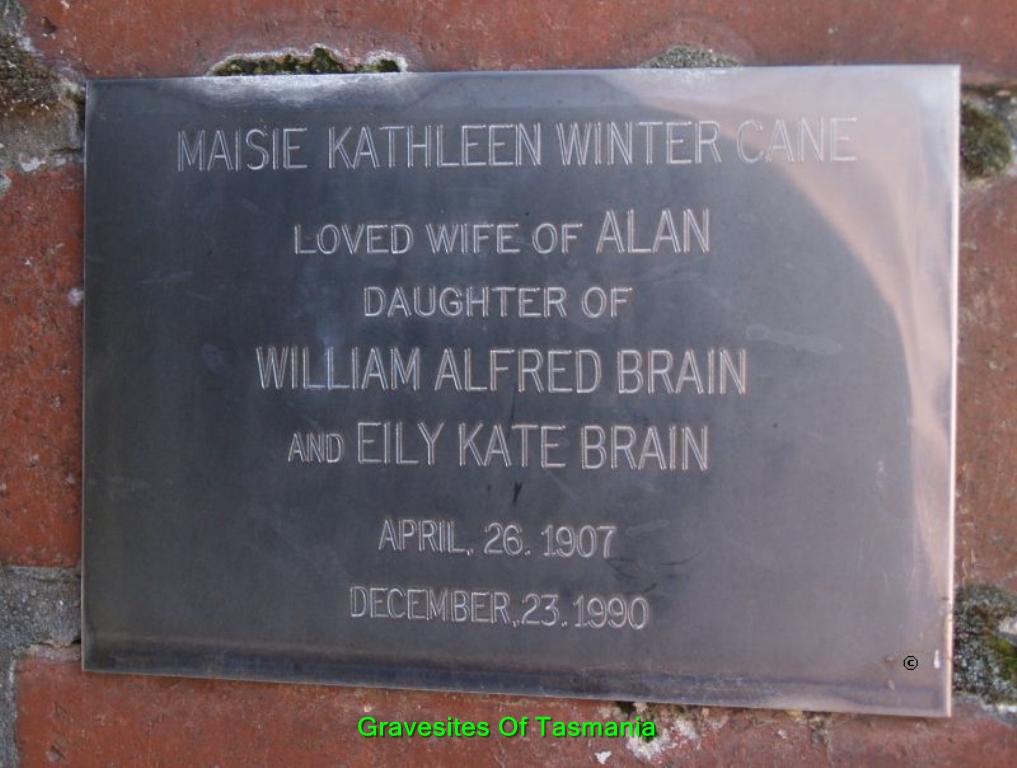 MAISIE KATHLEEN WINTER CANE
LOVED WIFE OF ALAN
DAUGHTER OF
WILLIAM ALFRED BRAIN
AND EILY KATE BRAIN
APRIL. 26. 1907
DECEMBER.23.1990
©
Gravesites Of Tasmania